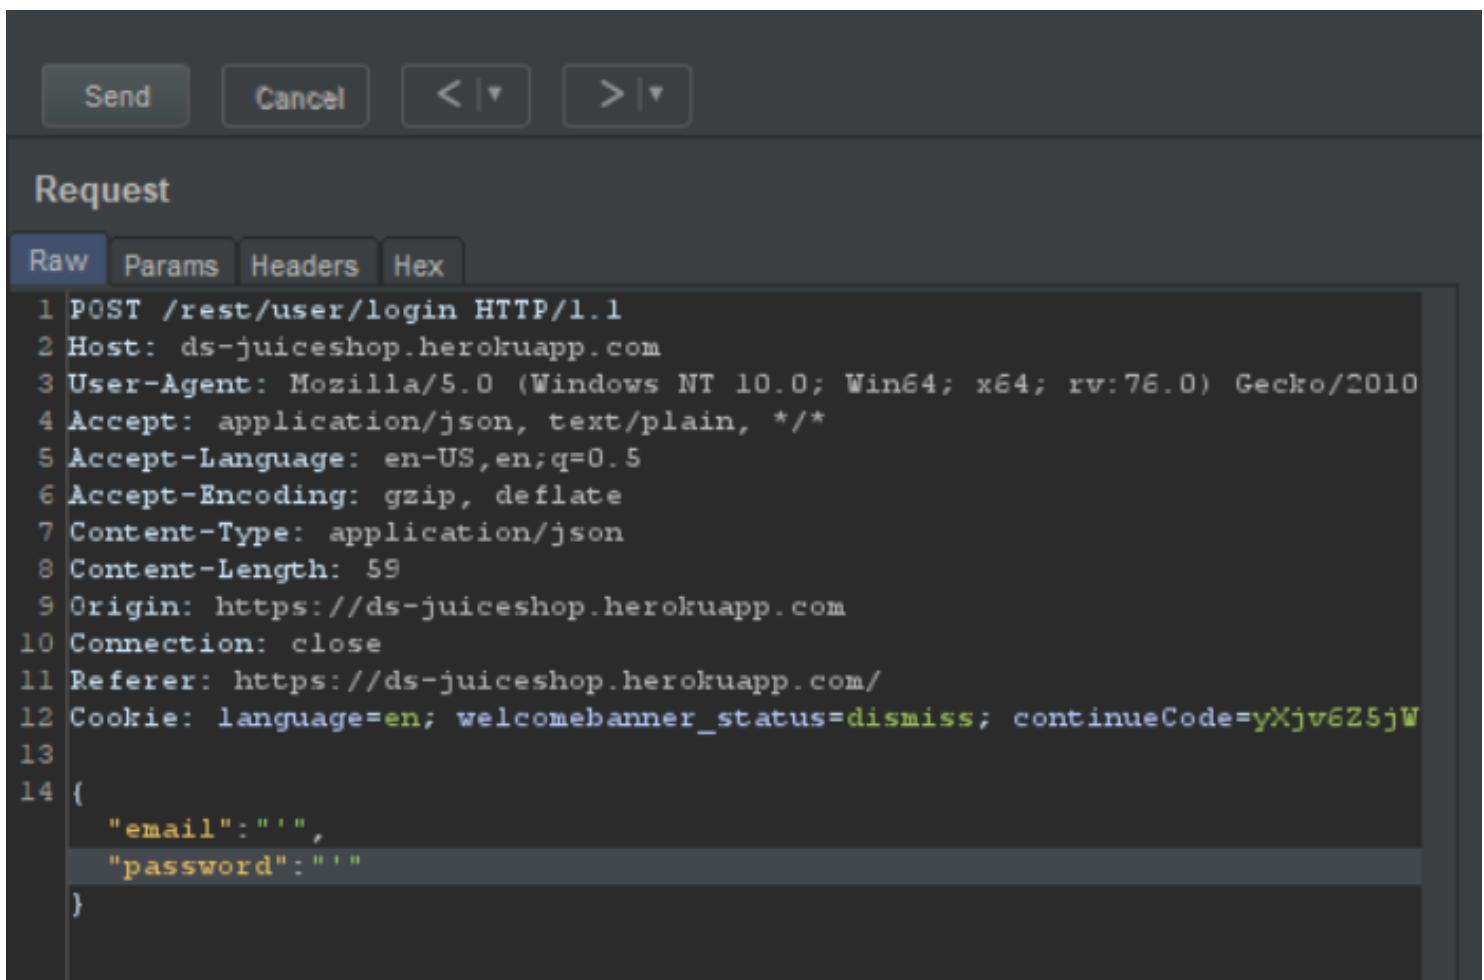 Send Cancel < | ▼ > | ▼
Request
Raw Params Headers Hex
1 POST /rest/user/login HTTP/1.1
2 Host: ds-juiceshop.herokuapp.com
3 User-Agent: Mozilla/5.0 (Windows NT 10.0; Win64; x64; rv:76.0) Gecko/2010
4 Accept: application/json, text/plain, */*
5 Accept-Language: en-US,en;q=0.5
6 Accept-Encoding: gzip, deflate
7 Content-Type: application/json
8 Content-Length: 59
9 Origin: https://ds-juiceshop.herokuapp.com
10 Connection: close
11 Referer: https://ds-juiceshop.herokuapp.com/
12 Cookie: language=en; welcomebanner_status=dismiss; continueCode=yXjv6Z5jW
13
14 {
"email":"'",
"password":"'"
}